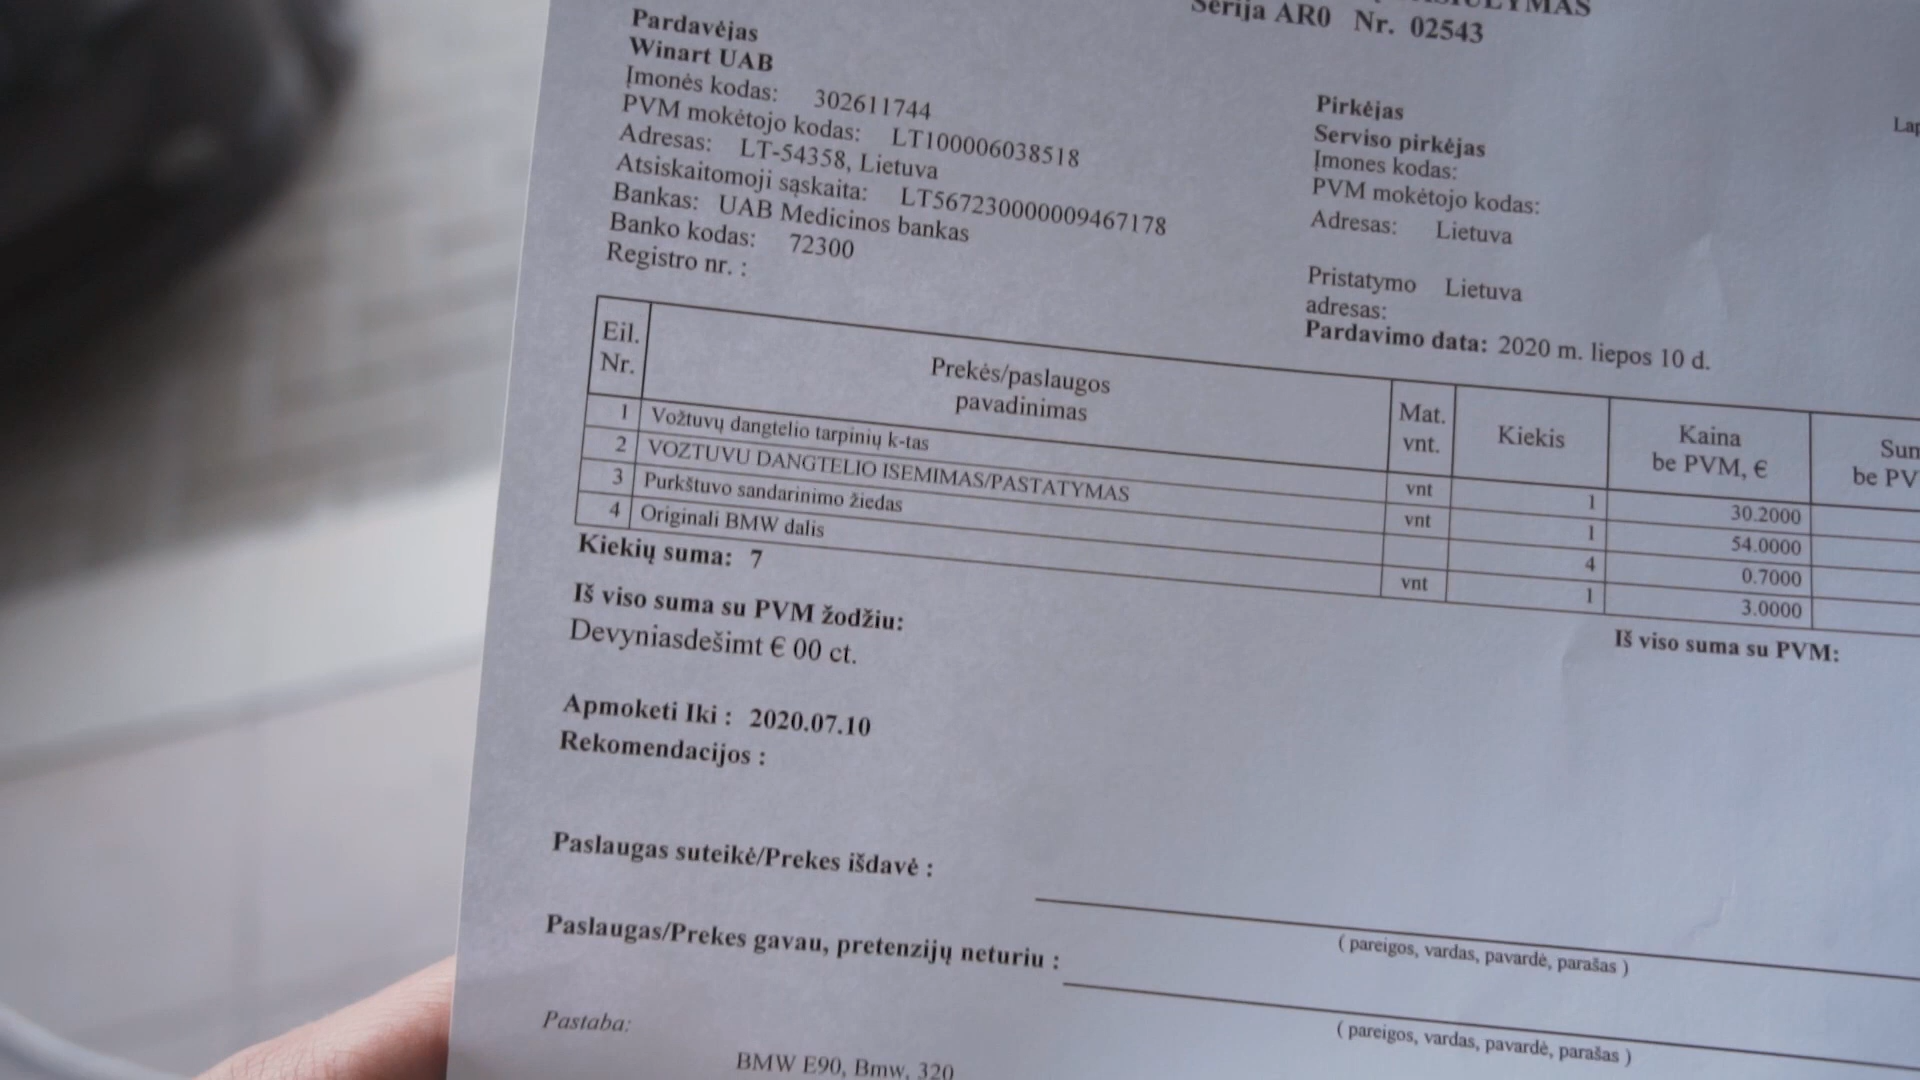 Serija AR0 Nr. 02543
Pardavėjas
Winart UAB
Įmonės kodas: 302611744
PVM mokėtojo kodas: LT100006038518
Adresas: LT-54358, Lietuva
Atsiskaitomoji sąskaita: LT567230000009467178
Bankas: UAB Medicinos bankas
Banko kodas: 72300
Registro nr. :
Pirkėjas
Serviso pirkėjas
Įmones kodas:
PVM mokėtojo kodas:
Adresas: Lietuva
Pristatymo Lietuva
adresas:
Pardavimo data: 2020 m. liepos 10 d.
Eil.
Nr.
Prekės/paslaugos
pavadinimas
Mat.
vnt.
Kiekis
Kaina
be PVM, €
1 Vožtuvų dangtelio tarpinių k-tas vnt 1 30.2000
2 VOZTUVU DANGTELIO ISEMIMAS/PASTATYMAS vnt 1 54.0000
3 Purkštuvo sandarinimo žiedas 4 0.7000
4 Originali BMW dalis vnt 1 3.0000
Kiekių suma: 7
Iš viso suma su PVM:
Iš viso suma su PVM žodžiu:
Devyniasdešimt € 00 ct.
Apmoketi Iki : 2020.07.10
Rekomendacijos :
Paslaugas suteikė/Prekes išdavė :
( pareigos, vardas, pavardė, parašas )
Paslaugas/Prekes gavau, pretenzijų neturiu :
( pareigos, vardas, pavardė, parašas )
Pastaba:
BMW E90, Bmw, 320